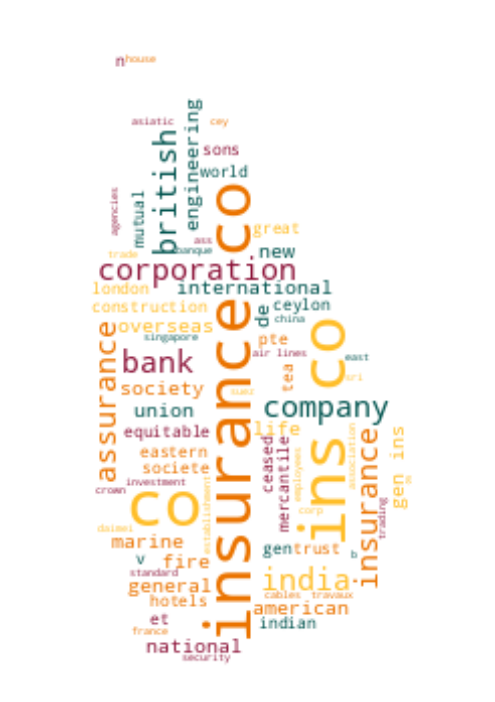 n
house
asiatic
cey
british
engineering
sons
world
agencies
mutual
ass
banque
great
trade
new
corporation
insurance co
london
international
construction
de
ceylon
china
overseas
singapore
pte
ins co
assurance
bank
air lines
east
society
tea
sri
suez
union
company
equitable
life
eastern
societe
ceased
mercantile
employees
association
insurance
gen ins
investment
crown
co
establishment
corp
trading
daimei
marine
v
fire
gen
trust
b
standard
general
india
hotels
cables
travaux
american
et
indian
france
national
security